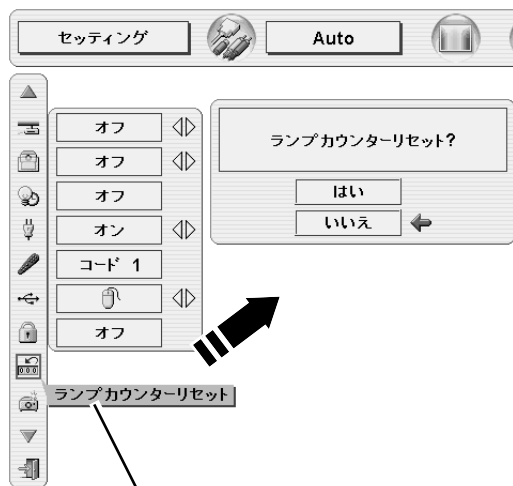 セッティング
Auto
オフ
オフ
オフ
オン
コード 1
オフ
ランプカウンターリセット?
はい
いいえ
000
ランプカウンターリセット